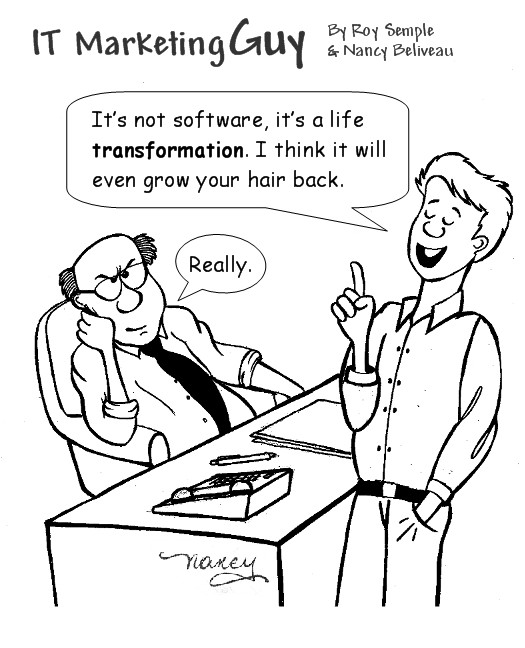 IT Marketing Guy
By Roy Semple
& Nancy Beliveau
It's not software, it's a life
transformation. I think it will
even grow your hair back.
Really.
Nancy